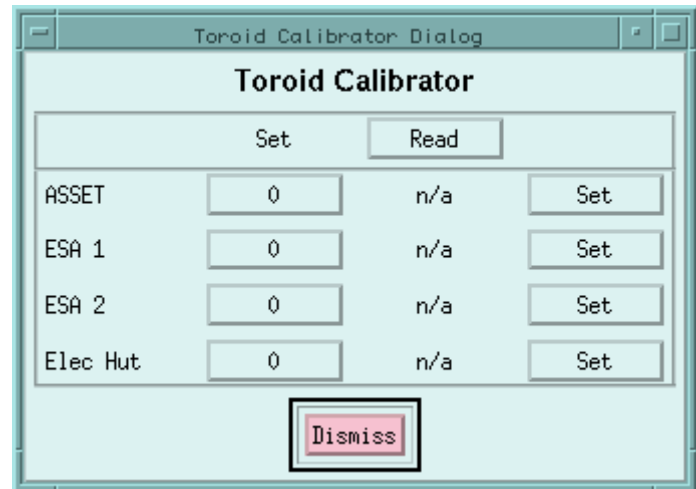 Toroid Calibrator Dialog
Toroid Calibrator
Set Read
ASSET 0 n/a Set
ESA 1 0 n/a Set
ESA 2 0 n/a Set
Elec Hut 0 n/a Set
Dismiss